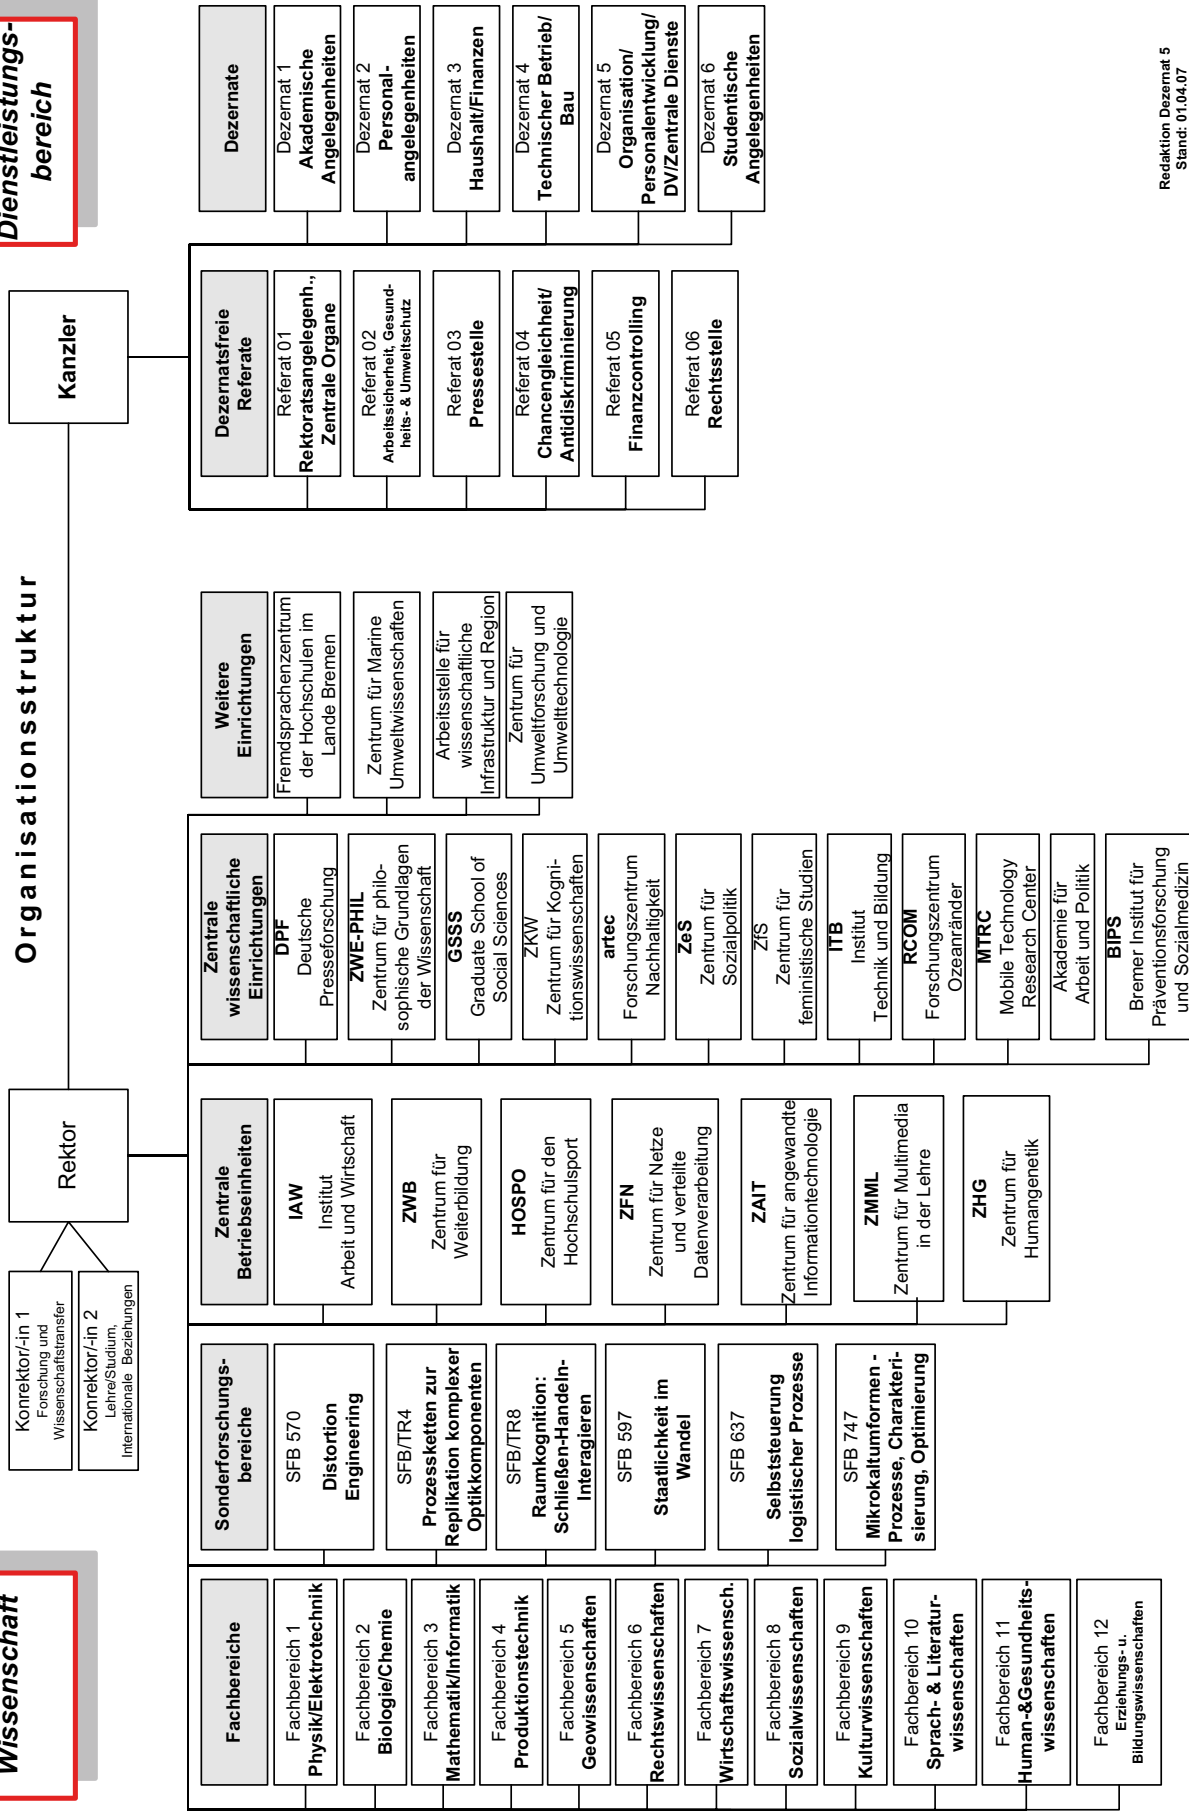 Organisationsstruktur
Wissenschaft
Dienstleistungs-
bereich
Konrektor/-in 1
Forschung und
Wissenschaftstransfer
Konrektor/-in 2
Lehre/Studium,
Internationale Beziehungen
Rektor
Kanzler
Fachbereiche
Fachbereich 1
Physik/Elektrotechnik
Fachbereich 2
Biologie/Chemie
Fachbereich 3
Mathematik/Informatik
Fachbereich 4
Produktionstechnik
Fachbereich 5
Geowissenschaften
Fachbereich 6
Rechtswissenschaften
Fachbereich 7
Wirtschaftswissensch.
Fachbereich 8
Sozialwissenschaften
Fachbereich 9
Kulturwissenschaften
Fachbereich 10
Sprach- & Literatur-
wissenschaften
Fachbereich 11
Human-&Gesundheits-
wissenschaften
Fachbereich 12
Erziehungs- u.
Bildungswissenschaften
Sonderforschungs-
bereiche
SFB 570
Distortion
Engineering
SFB/TR4
Prozessketten zur
Replikation komplexer
Optikkomponenten
SFB/TR8
Raumkognition:
Schließen-Handeln-
Interagieren
SFB 597
Staatlichkeit im
Wandel
SFB 637
Selbststeuerung
logistischer Prozesse
SFB 747
Mikrokaltumformen -
Prozesse, Charakteri-
sierung, Optimierung
Zentrale
Betriebseinheiten
IAW
Institut
Arbeit und Wirtschaft
ZWB
Zentrum für
Weiterbildung
HOSPO
Zentrum für den
Hochschulsport
ZFN
Zentrum für Netze
und verteilte
Datenverarbeitung
ZAIT
Zentrum für angewandte
Informationtechnologie
ZMML
Zentrum für Multimedia
in der Lehre
ZHG
Zentrum für
Humangenetik
Zentrale
wissenschaftliche
Einrichtungen
DPF
Deutsche
Presseforschung
ZWE-PHIL
Zentrum für philo-
sophische Grundlagen
der Wissenschaft
GSSS
Graduate School of
Social Sciences
ZKW
Zentrum für Kogni-
tionswissenschaften
artec
Forschungszentrum
Nachhaltigkeit
ZeS
Zentrum für
Sozialpolitik
ZfS
Zentrum für
feministische Studien
ITB
Institut
Technik und Bildung
RCOM
Forschungszentrum
Ozeanränder
MTRC
Mobile Technology
Research Center
Akademie für
Arbeit und Politik
BIPS
Bremer Institut für
Präventionsforschung
und Sozialmedizin
Weitere
Einrichtungen
Fremdsprachenzentrum
der Hochschulen im
Lande Bremen
Zentrum für Marine
Umweltwissenschaften
Arbeitsstelle für
wissenschaftliche
Infrastruktur und Region
Zentrum für
Umweltforschung und
Umwelttechnologie
Dezernatsfreie
Referate
Referat 01
Rektoratsangelegenh.,
Zentrale Organe
Referat 02
Arbeitssicherheit, Gesund-
heits- & Umweltschutz
Referat 03
Pressestelle
Referat 04
Chancengleichheit/
Antidiskriminierung
Referat 05
Finanzcontrolling
Referat 06
Rechtsstelle
Dezernate
Dezernat 1
Akademische
Angelegenheiten
Dezernat 2
Personal-
angelegenheiten
Dezernat 3
Haushalt/Finanzen
Dezernat 4
Technischer Betrieb/
Bau
Dezernat 5
Organisation/
Personalentwicklung/
DV/Zentrale Dienste
Dezernat 6
Studentische
Angelegenheiten
Redaktion Dezernat 5
Stand: 01.04.07